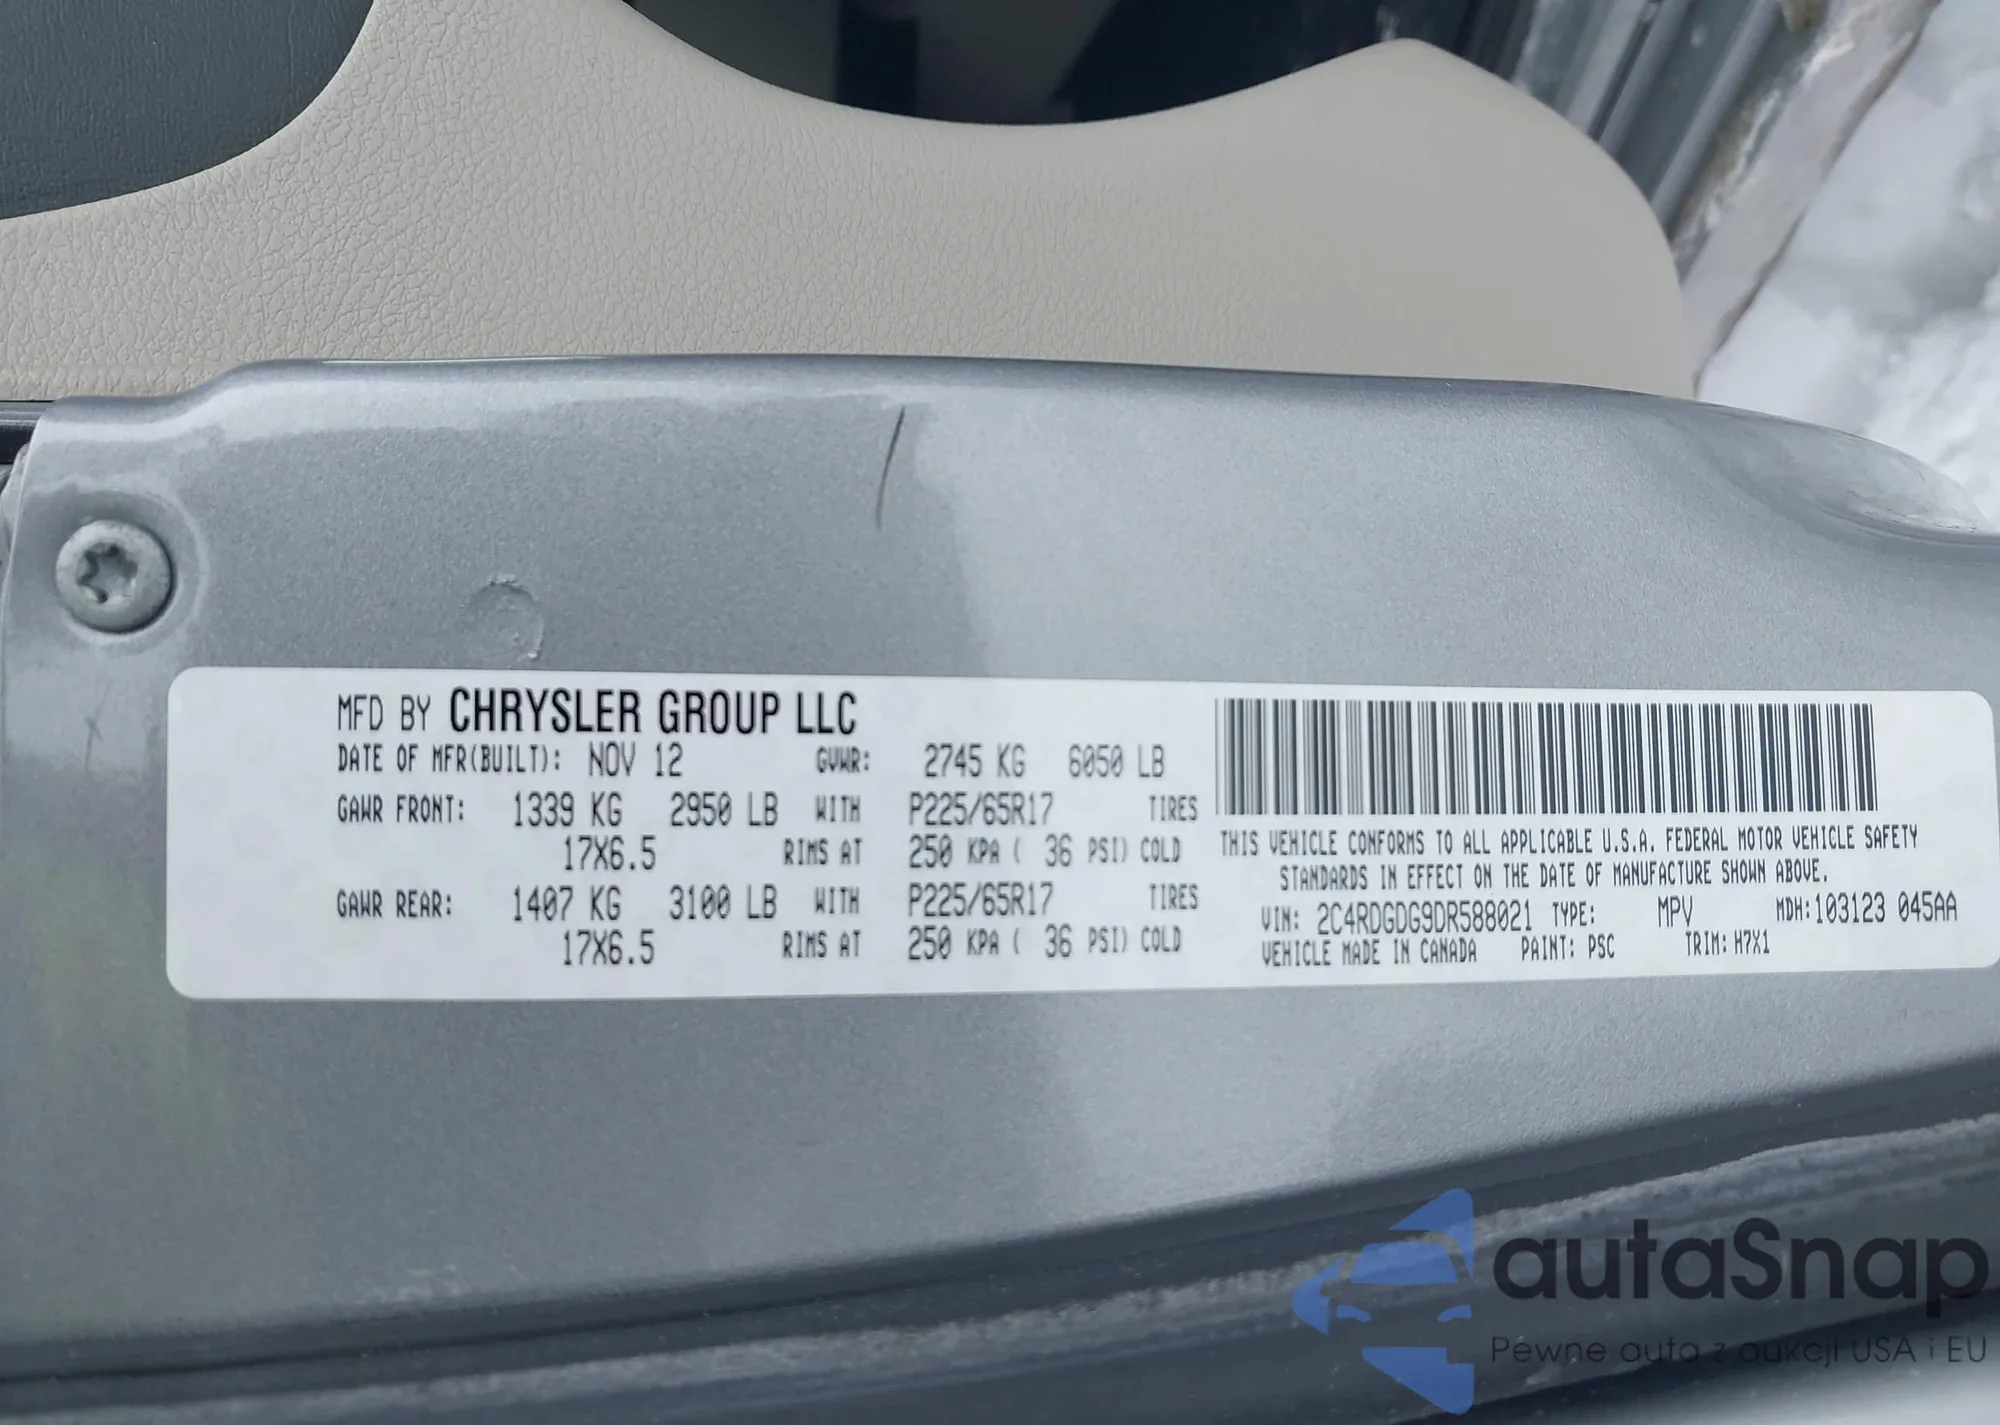 MFD BY CHRYSLER GROUP LLC
DATE OF MFR(BUILT): NOV 12 GVWR: 2745 KG 6050 LB
GAWR FRONT: 1339 KG 2950 LB WITH P225/65R17 TIRES
17X6.5 RIMS AT 250 KPA ( 36 PSI) COLD
GAWR REAR: 1407 KG 3100 LB WITH P225/65R17 TIRES
17X6.5 RIMS AT 250 KPA ( 36 PSI) COLD
THIS VEHICLE CONFORMS TO ALL APPLICABLE U.S.A. FEDERAL MOTOR VEHICLE SAFETY
STANDARDS IN EFFECT ON THE DATE OF MANUFACTURE SHOWN ABOVE.
VIN: 2C4RDGDG9DR588021 TYPE: MPV MDH:103123 045AA
VEHICLE MADE IN CANADA PAINT: PSC TRIM: H7X1
autaSnap
Pewne auta z aukcji USA i EU